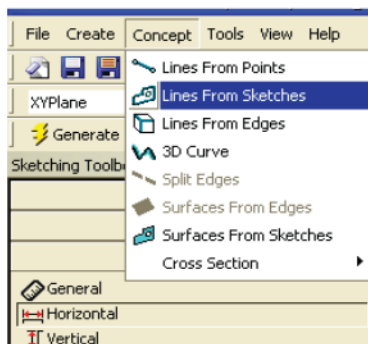 File Create Concept Tools View Help
Lines From Points
XYPlane
Lines From Sketches
Generate
Lines From Edges
Sketching Toolb
3D Curve
Split Edges
Surfaces From Edges
Surfaces From Sketches
Cross Section
General
Horizontal
Vertical